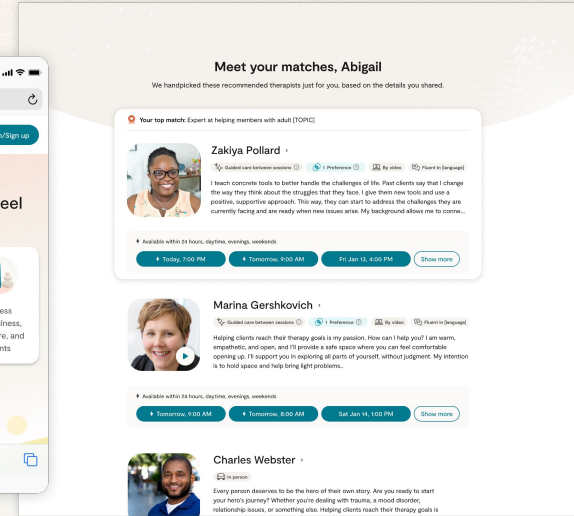 n/Sign up
eel
ess
lness,
re, and
nts
Meet your matches, Abigail
We handpicked these recommended therapists just for you, based on the details you shared.
Your top match: Expert at helping members with adult [TOPIC[
Zakiya Pollard ›
Guided care between sessions 1 Preference By video Fluent in [language]
I teach concrete tools to better handle the challenges of life. Past clients say that I change
the way they think about the struggles that they face. I give them new tools and use a
positive, supportive approach. This way, they can start to address the challenges they are
currently facing and are ready when new issues arise. My background allows me to conne...
Available within 24 hours, daytime, evenings, weekends
Today, 7:00 PM Tomorrow, 9:00 AM Fri Jan 13, 4:00 PM Show more
Marina Gershkovich ›
Guided care between sessions 1 Preference By video Fluent in [language]
Helping clients reach their therapy goals is my passion. How can I help you? I am warm,
empathetic, and open, and I'll provide a safe space where you can feel comfortable
opening up. I'll support you in exploring all parts of yourself, without judgment. My intention
is to hold space and help bring light problems..
Available within 24 hours, daytime, evenings, weekends
Tomorrow, 9:00 AM Tomorrow, 8:00 AM Sat Jan 14, 1:00 PM Show more
Charles Webster ›
In person
Every person deserves to be the hero of their own story. Are you ready to start
your hero's journey? Whether you're dealing with trauma, a mood disorder,
relationship issues, or something else. Helping clients reach their therapy goals is